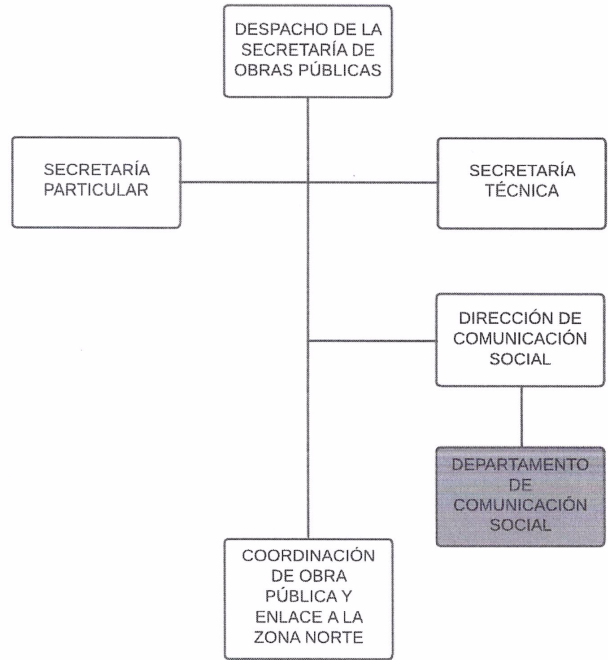 DESPACHO DE LA
SECRETARÍA DE
OBRAS PÚBLICAS
SECRETARÍA
PARTICULAR
SECRETARÍA
TÉCNICA
DIRECCIÓN DE
COMUNICACIÓN
SOCIAL
DEPARTAMENTO
DE
COMUNICACIÓN
SOCIAL
COORDINACIÓN
DE OBRA
PÚBLICA Y
ENLACE A LA
ZONA NORTE